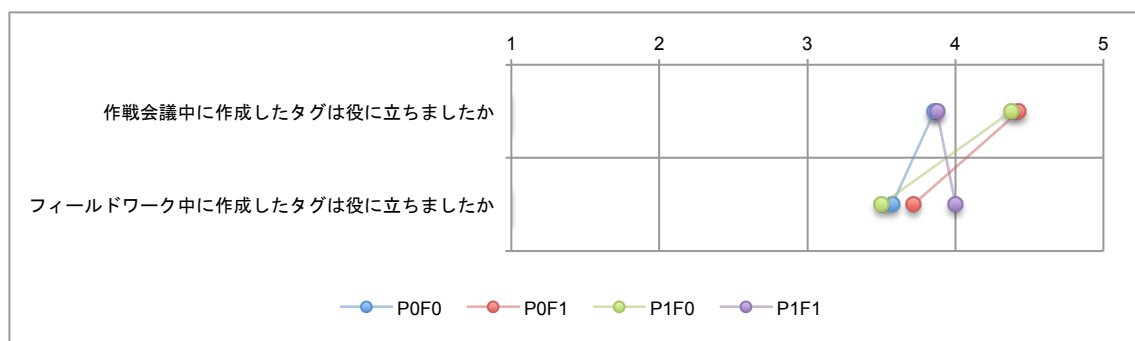 1 2 3 4 5
作戦会議中に作成したタグは役に立ちましたか
フィールドワーク中に作成したタグは役に立ちましたか
P0F0 P0F1 P1F0 P1F1